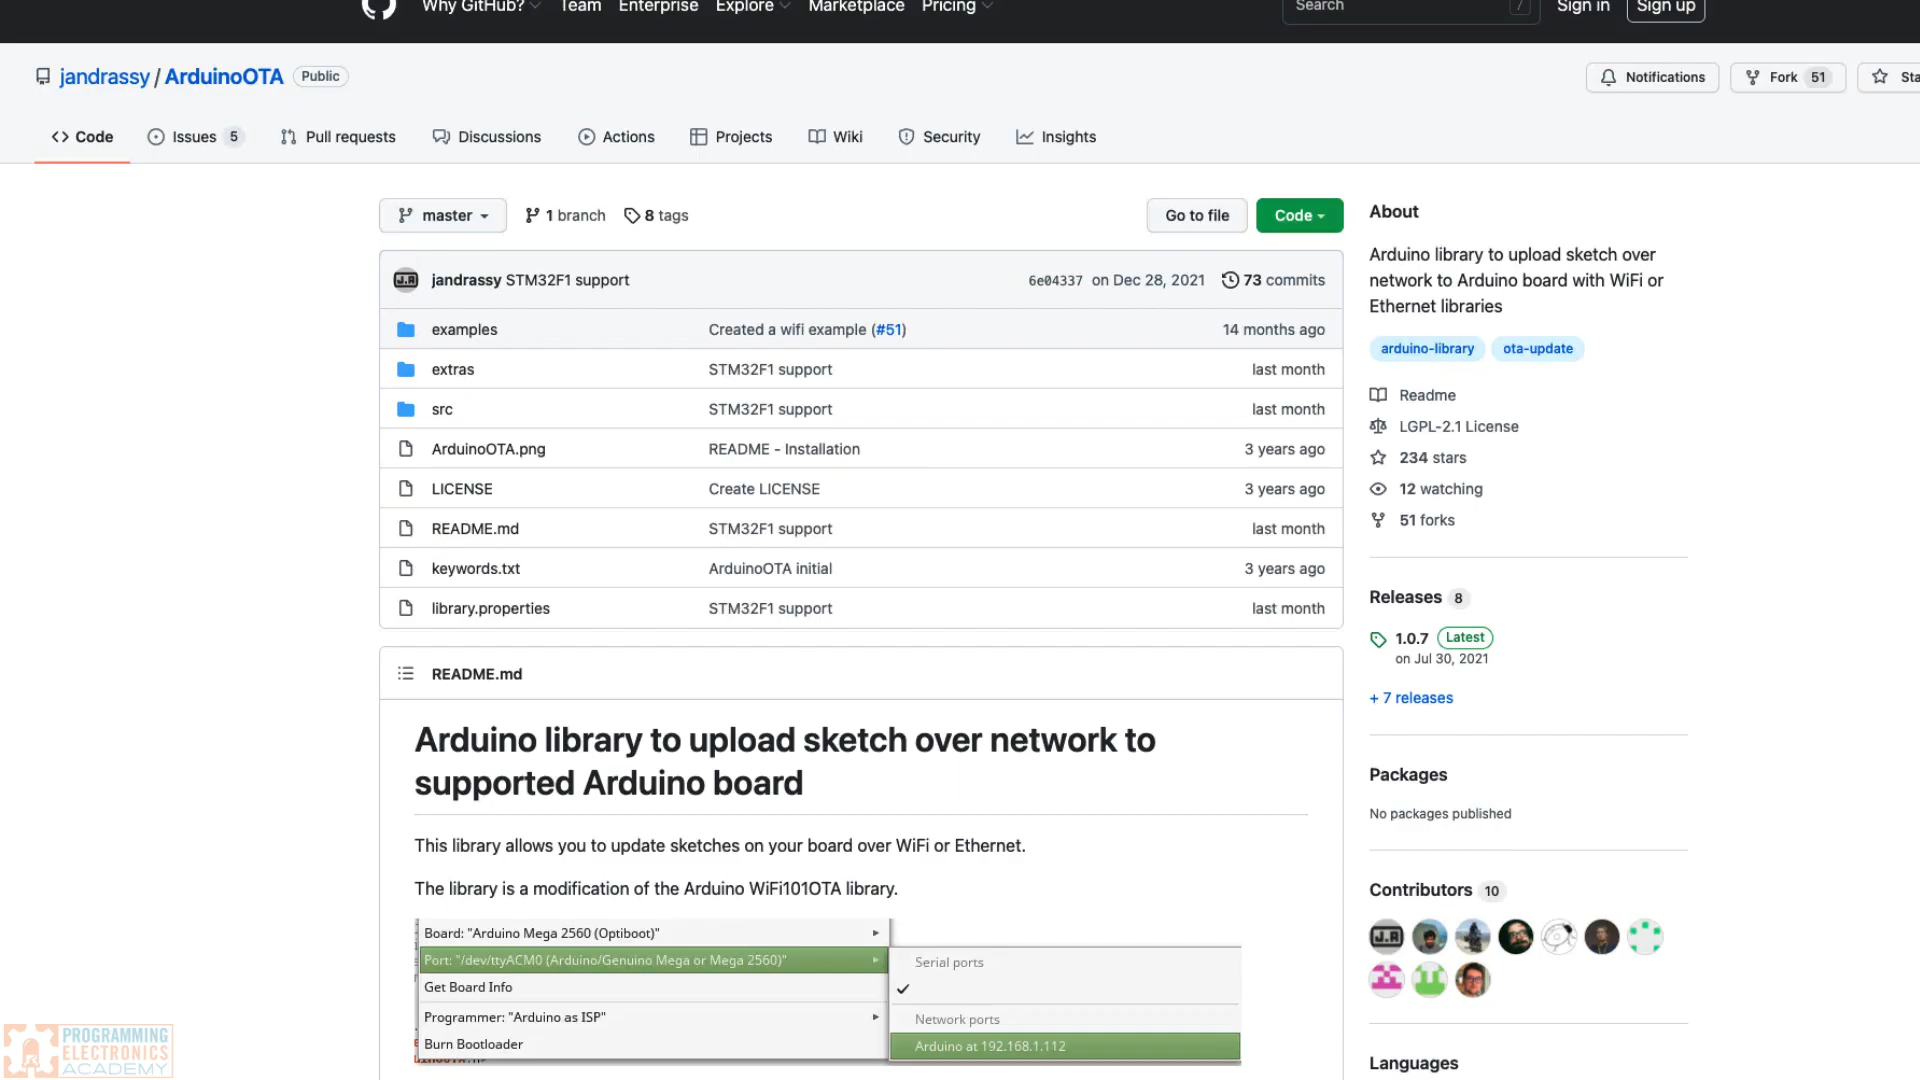 Why GitHub? Team Enterprise Explore Marketplace Pricing Search / Sign in Sign up
jandrassy / ArduinoOTA Public Notifications Fork 51
Code Issues 5 Pull requests Discussions Actions Projects Wiki Security Insights
master 1 branch 8 tags Go to file Code
jandrassy STM32F1 support 6e04337 on Dec 28, 2021 73 commits
examples Created a wifi example (#51) 14 months ago
extras STM32F1 support last month
src STM32F1 support last month
ArduinoOTA.png README - Installation 3 years ago
LICENSE Create LICENSE 3 years ago
README.md STM32F1 support last month
keywords.txt ArduinoOTA initial 3 years ago
library.properties STM32F1 support last month
README.md
Arduino library to upload sketch over network to
supported Arduino board
This library allows you to update sketches on your board over WiFi or Ethernet.
The library is a modification of the Arduino WiFi101OTA library.
Board: "Arduino Mega 2560 (Optiboot)"
Port: "/dev/ttyACM0 (Arduino/Genuino Mega or Mega 2560)"
Get Board Info
Programmer: "Arduino as ISP"
Burn Bootloader
Serial ports
Network ports
Arduino at 192.168.1.112
About
Arduino library to upload sketch over
network to Arduino board with WiFi or
Ethernet libraries
arduino-library ota-update
Readme
LGPL-2.1 License
234 stars
12 watching
51 forks
Releases 8
1.0.7 Latest
on Jul 30, 2021
+ 7 releases
Packages
No packages published
Contributors 10
J.A
Languages
PROGRAMMING
ELECTRONICS
ACADEMY